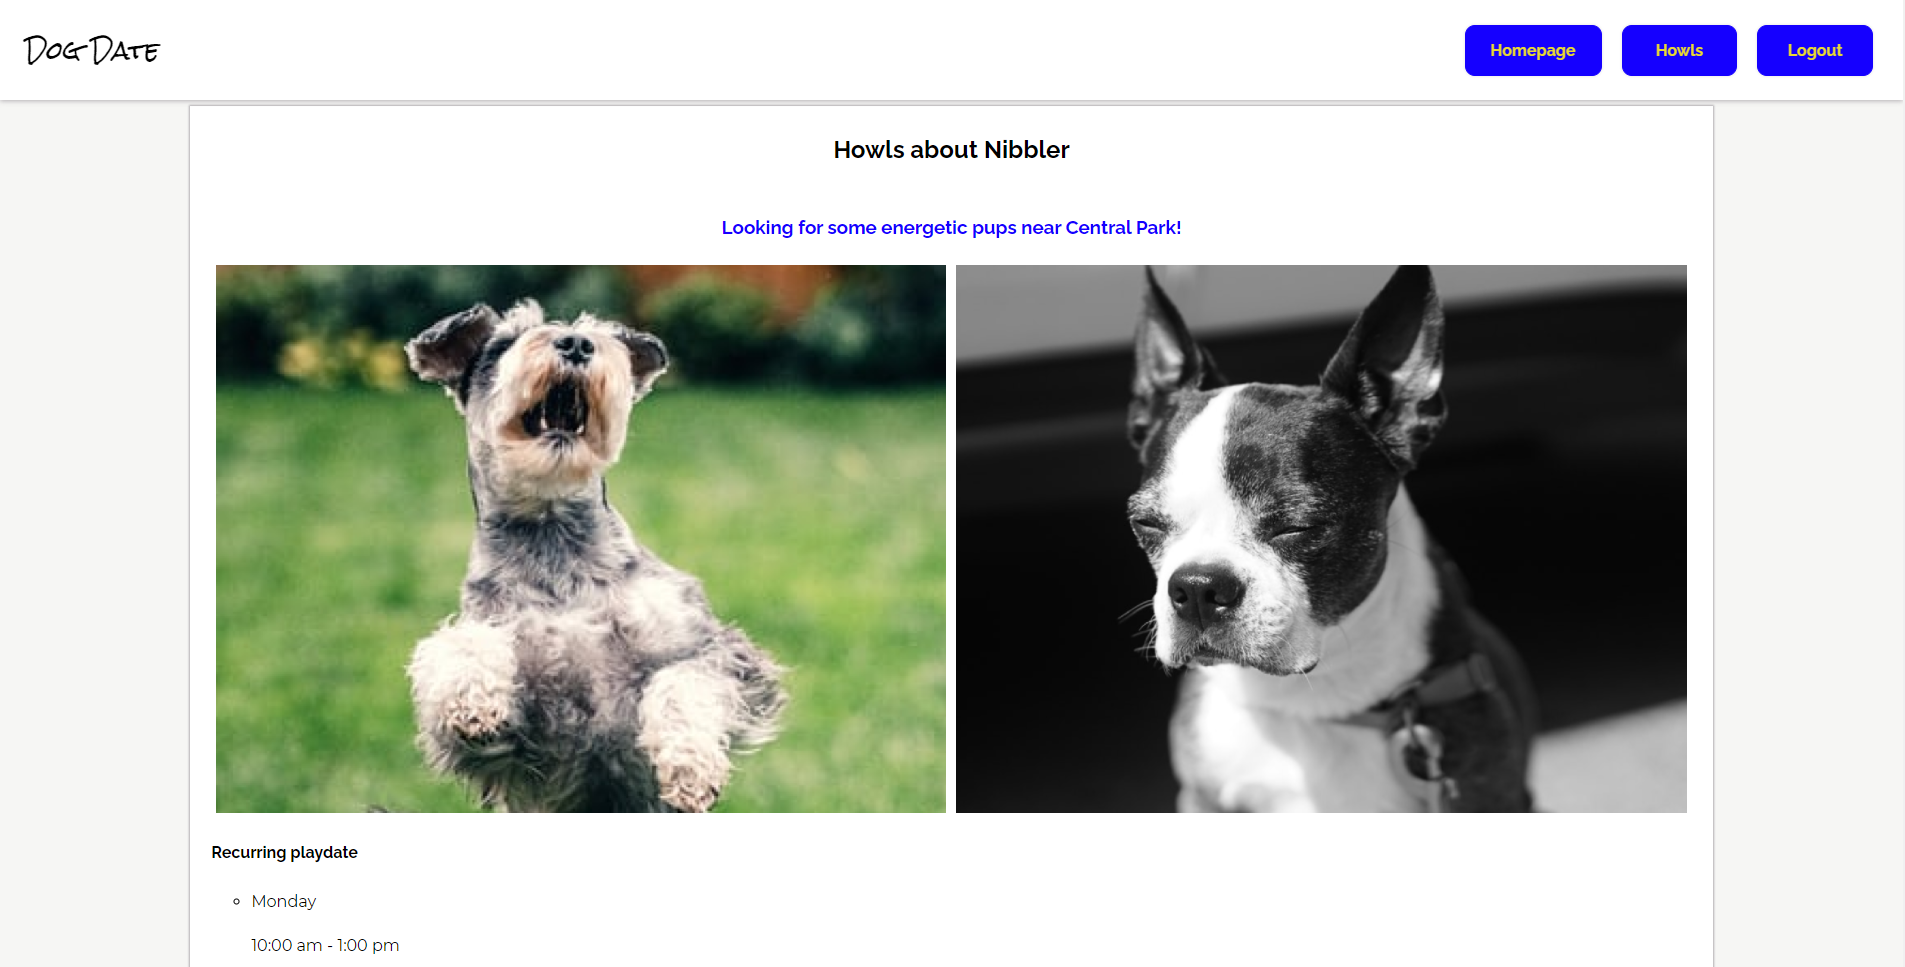 Dog Date
Homepage
Howls
Logout
Howls about Nibbler
Looking for some energetic pups near Central Park!
Recurring playdate
Monday
10:00 am - 1:00 pm